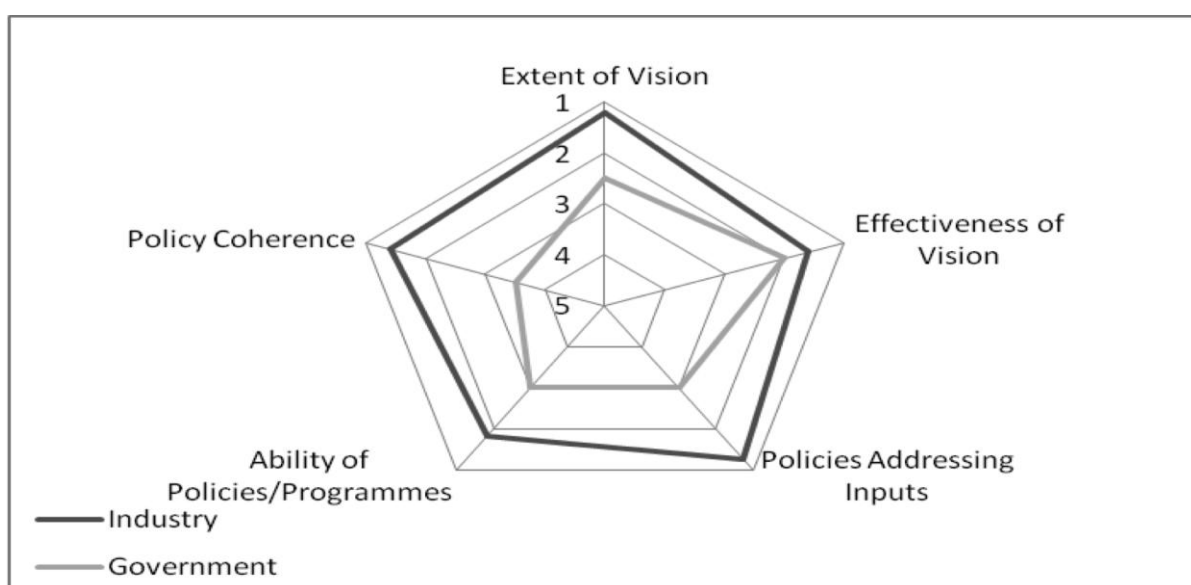 Extent of Vision
1
2
3
4
5
Policy Coherence
Effectiveness of
Vision
Ability of
Policies/Programmes
Policies Addressing
Inputs
Industry
Government